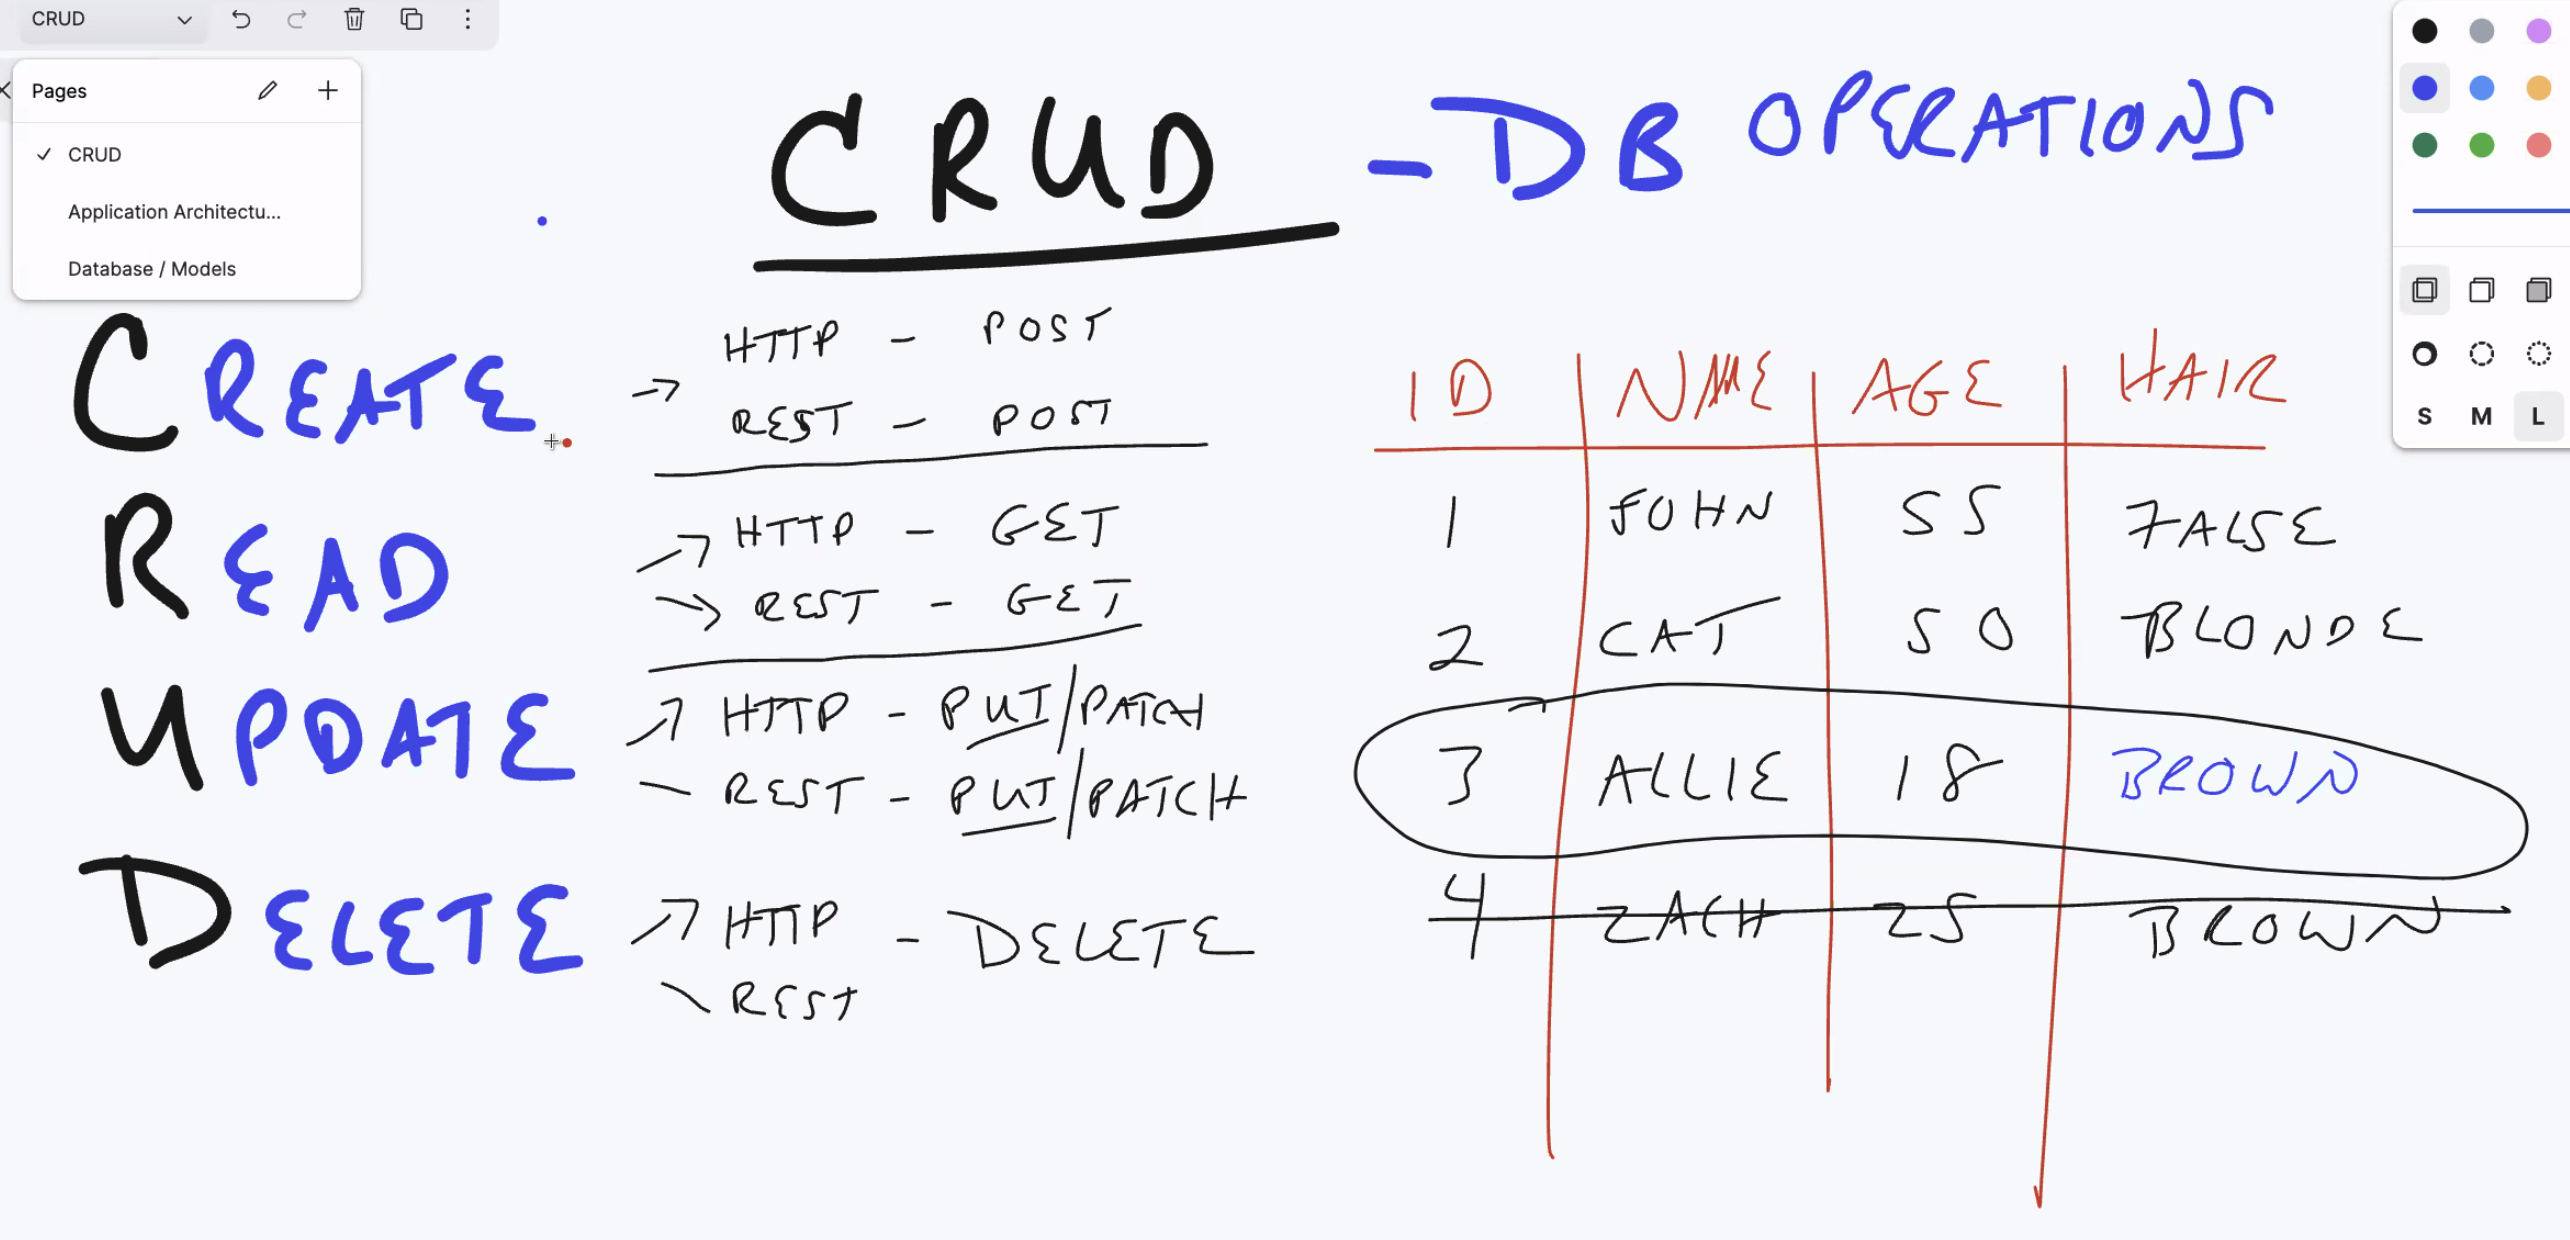 CRUD
Pages
CRUD
Application Architectu...
Database / Models
CRUD - DB OPERATIONS
CREATE
HTTP - POST
REST - POST
READ
HTTP - GET
REST - GET
UPDATE
HTTP - PUT/PATCH
REST - PUT/PATCH
DELETE
HTTP - DELETE
REST
ID NAME AGE HAIR
1 JOHN 55 FALSE
2 CAT 50 BLONDE
3 ALLIE 18 BROWN
4 ZACH 25 BROWN
S M L